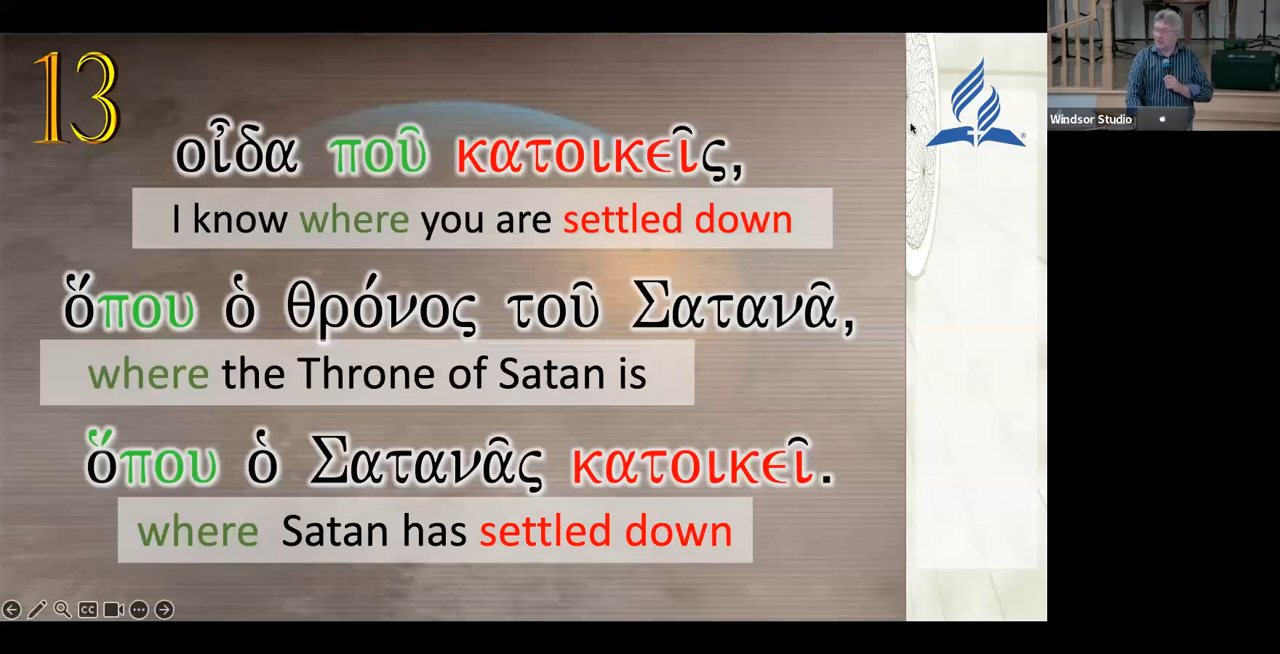 13
οἶδα ποῦ κατοικεῖς,
I know where you are settled down
ὅπου ὁ θρόνος τοῦ Σατανᾶ,
where the Throne of Satan is
ὅπου ὁ Σατανᾶς κατοικεῖ.
where Satan has settled down
Windsor Studio
CC